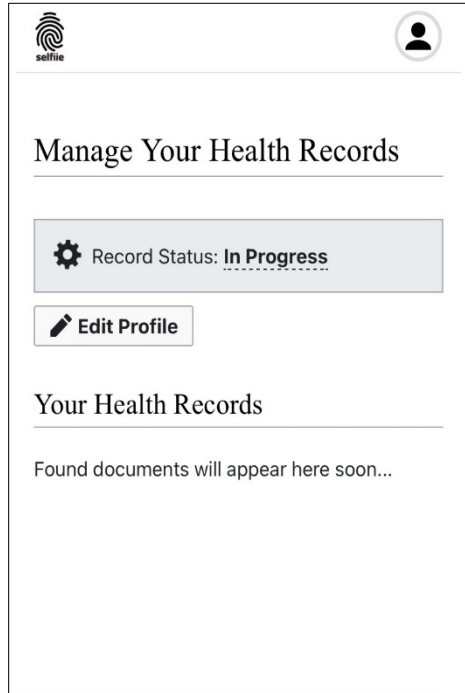 selfiie
Manage Your Health Records
Record Status: In Progress
Edit Profile
Your Health Records
Found documents will appear here soon...